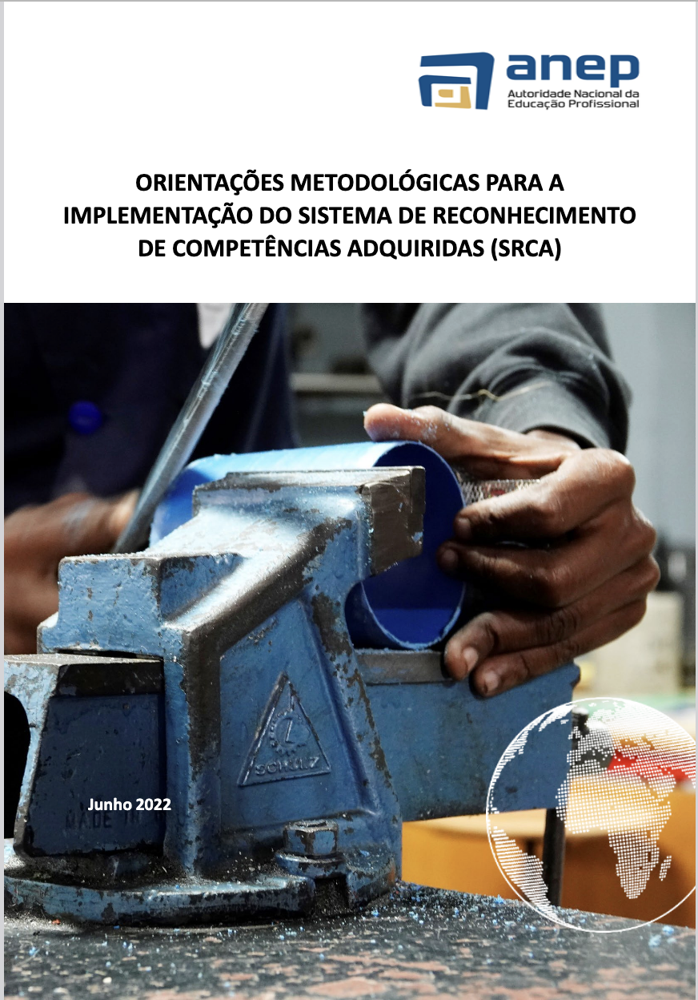 anep
Autoridade Nacional da
Educação Profissional
ORIENTAÇÕES METODOLÓGICAS PARA A
IMPLEMENTAÇÃO DO SISTEMA DE RECONHECIMENTO
DE COMPETÊNCIAS ADQUIRIDAS (SRCA)
SCHULZ
Junho 2022
MADE IN